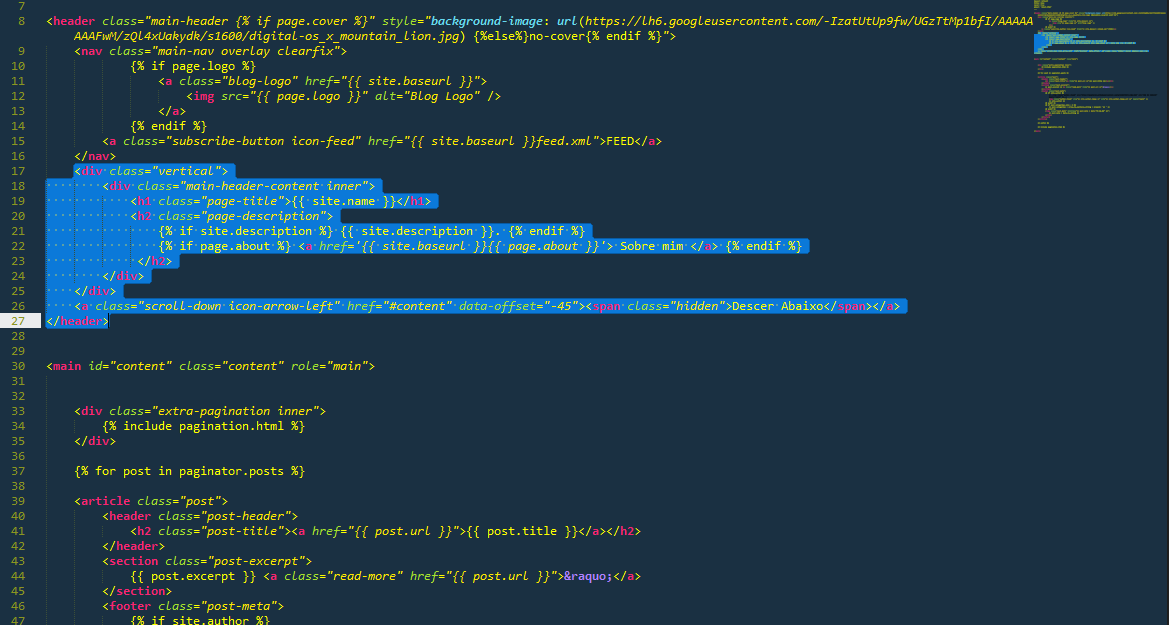 7
8 <header class="main-header {% if page.cover %}" style="background-image: url(https://lh6.googleusercontent.com/-IzatUtUp9fw/UGzTtMp1bfI/AAAAA
AAAFwM/zQl4xUakydk/s1600/digital-os_x_mountain_lion.jpg) {%else%}no-cover{% endif %}">
9 <nav class="main-nav overlay clearfix">
10 {% if page.logo %}
11 <a class="blog-logo" href="{{ site.baseurl }}">
12 <img src="{{ page.logo }}" alt="Blog Logo" />
13 </a>
14 {% endif %}
15 <a class="subscribe-button icon-feed" href="{{ site.baseurl }}feed.xml">FEED</a>
16 </nav>
17 <div class="vertical">
18 <div class="main-header-content inner">
19 <h1 class="page-title">{{ site.name }}</h1>
20 <h2 class="page-description">
21 {% if site.description %} {{ site.description }}. {% endif %}
22 {% if page.about %} <a href='{{ site.baseurl }}{{ page.about }}'> Sobre mim </a> {% endif %}
23 </h2>
24 </div>
25 </div>
26 <a class="scroll-down icon-arrow-left" href="#content" data-offset="-45"><span class="hidden">Descer Abaixo</span></a>
27 </header>
28
29
30 <main id="content" class="content" role="main">
31
32
33 <div class="extra-pagination inner">
34 {% include pagination.html %}
35 </div>
36
37 {% for post in paginator.posts %}
38
39 <article class="post">
40 <header class="post-header">
41 <h2 class="post-title"><a href="{{ post.url }}">{{ post.title }}</a></h2>
42 </header>
43 <section class="post-excerpt">
44 {{ post.excerpt }} <a class="read-more" href="{{ post.url }}">&raquo;</a>
45 </section>
46 <footer class="post-meta">
47 {% if site.author %}